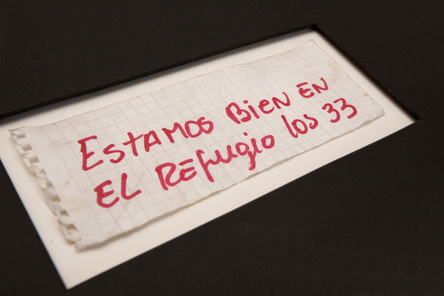 ESTAMOS BIEN EN
EL REfugio los 33